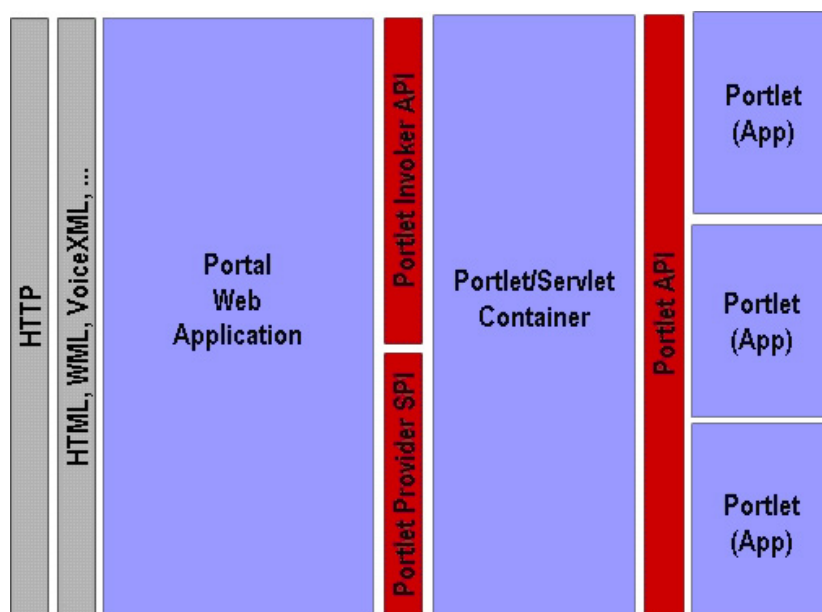 HTTP
HTML, WML, VoiceXML, ...
Portal
Web
Application
Portlet Invoker API
Portlet Provider SPI
Portlet/Servlet
Container
Portlet API
Portlet
(App)
Portlet
(App)
Portlet
(App)